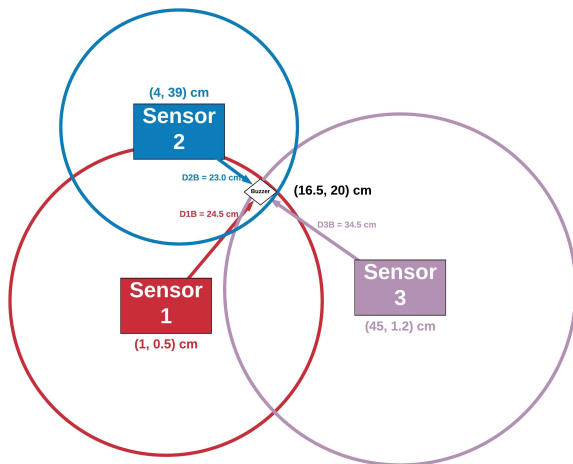 (4, 39) cm
Sensor
2
D2B = 23.0 cm
Buzzer
(16.5, 20) cm
D1B = 24.5 cm
D3B = 34.5 cm
Sensor
1
(1, 0.5) cm
Sensor
3
(45, 1.2) cm